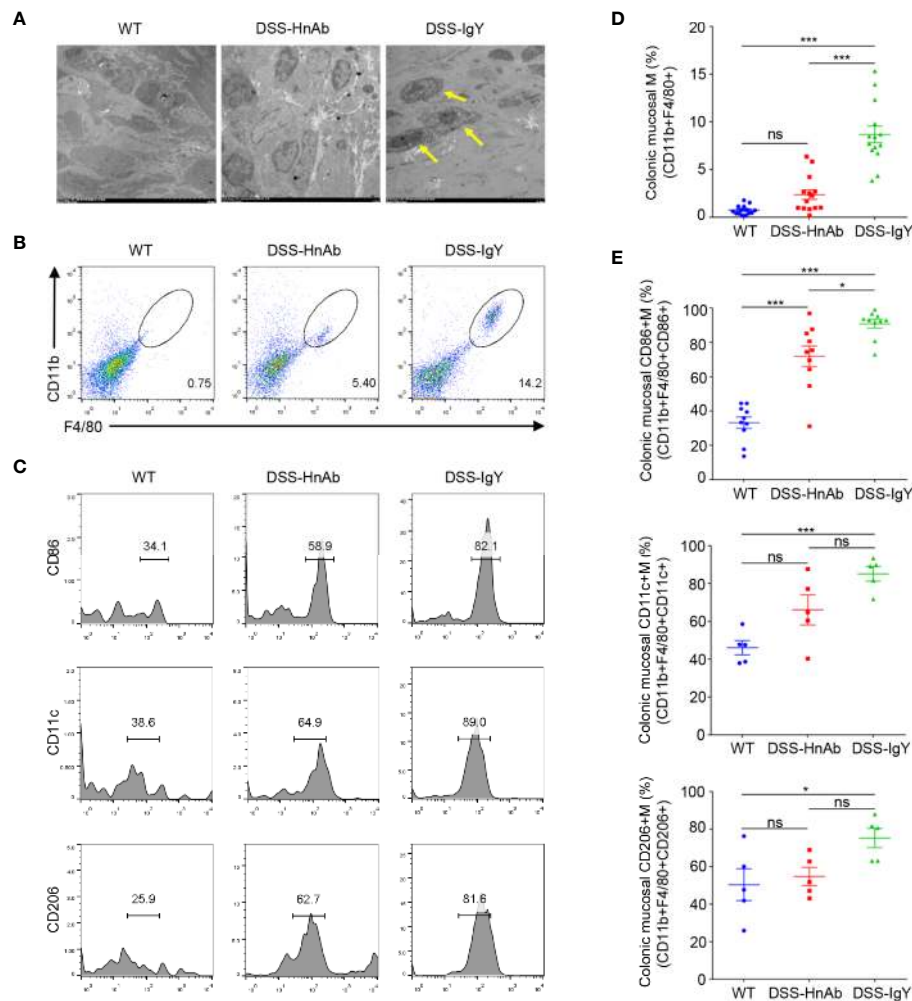 A
WT
DSS-HnAb
DSS-IgY
B
WT
DSS-HnAb
DSS-IgY
CD11b
0.75
5.40
14.2
F4/80
C
WT
DSS-HnAb
DSS-IgY
CD86
34.1
58.9
82.1
CD11c
38.6
64.9
89.0
CD206
25.9
62.7
81.6
D
Colonic mucosal M (%)
(CD11b+F4/80+)
20
15
10
5
0
***
***
ns
WT
DSS-HnAb
DSS-IgY
E
Colonic mucosal CD86+M (%)
(CD11b+F4/80+CD86+)
100
80
60
40
20
0
***
***
*
WT
DSS-HnAb
DSS-IgY
Colonic mucosal CD11c+M (%)
(CD11b+F4/80+CD11c+)
100
80
60
40
20
0
***
ns
ns
WT
DSS-HnAb
DSS-IgY
Colonic mucosal CD206+M (%)
(CD11b+F4/80+CD206+)
100
80
60
40
20
0
*
ns
ns
WT
DSS-HnAb
DSS-IgY